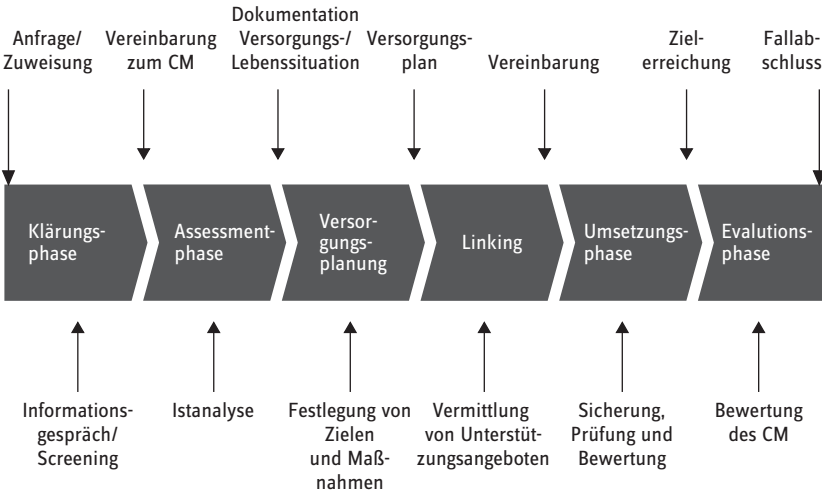 Anfrage/
Zuweisung
Vereinbarung
zum CM
Dokumentation
Versorgungs-/
Lebenssituation
Versorgungs-
plan
Vereinbarung
Ziel-
erreichung
Fallab-
schluss
Klärungs-
phase
Assessment-
phase
Versor-
gungs-
planung
Linking
Umsetzungs-
phase
Evalutions-
phase
Informations-
gespräch/
Screening
Istanalyse
Festlegung von
Zielen
und Maß-
nahmen
Vermittlung
von Unterstüt-
zungsangeboten
Sicherung,
Prüfung und
Bewertung
Bewertung
des CM